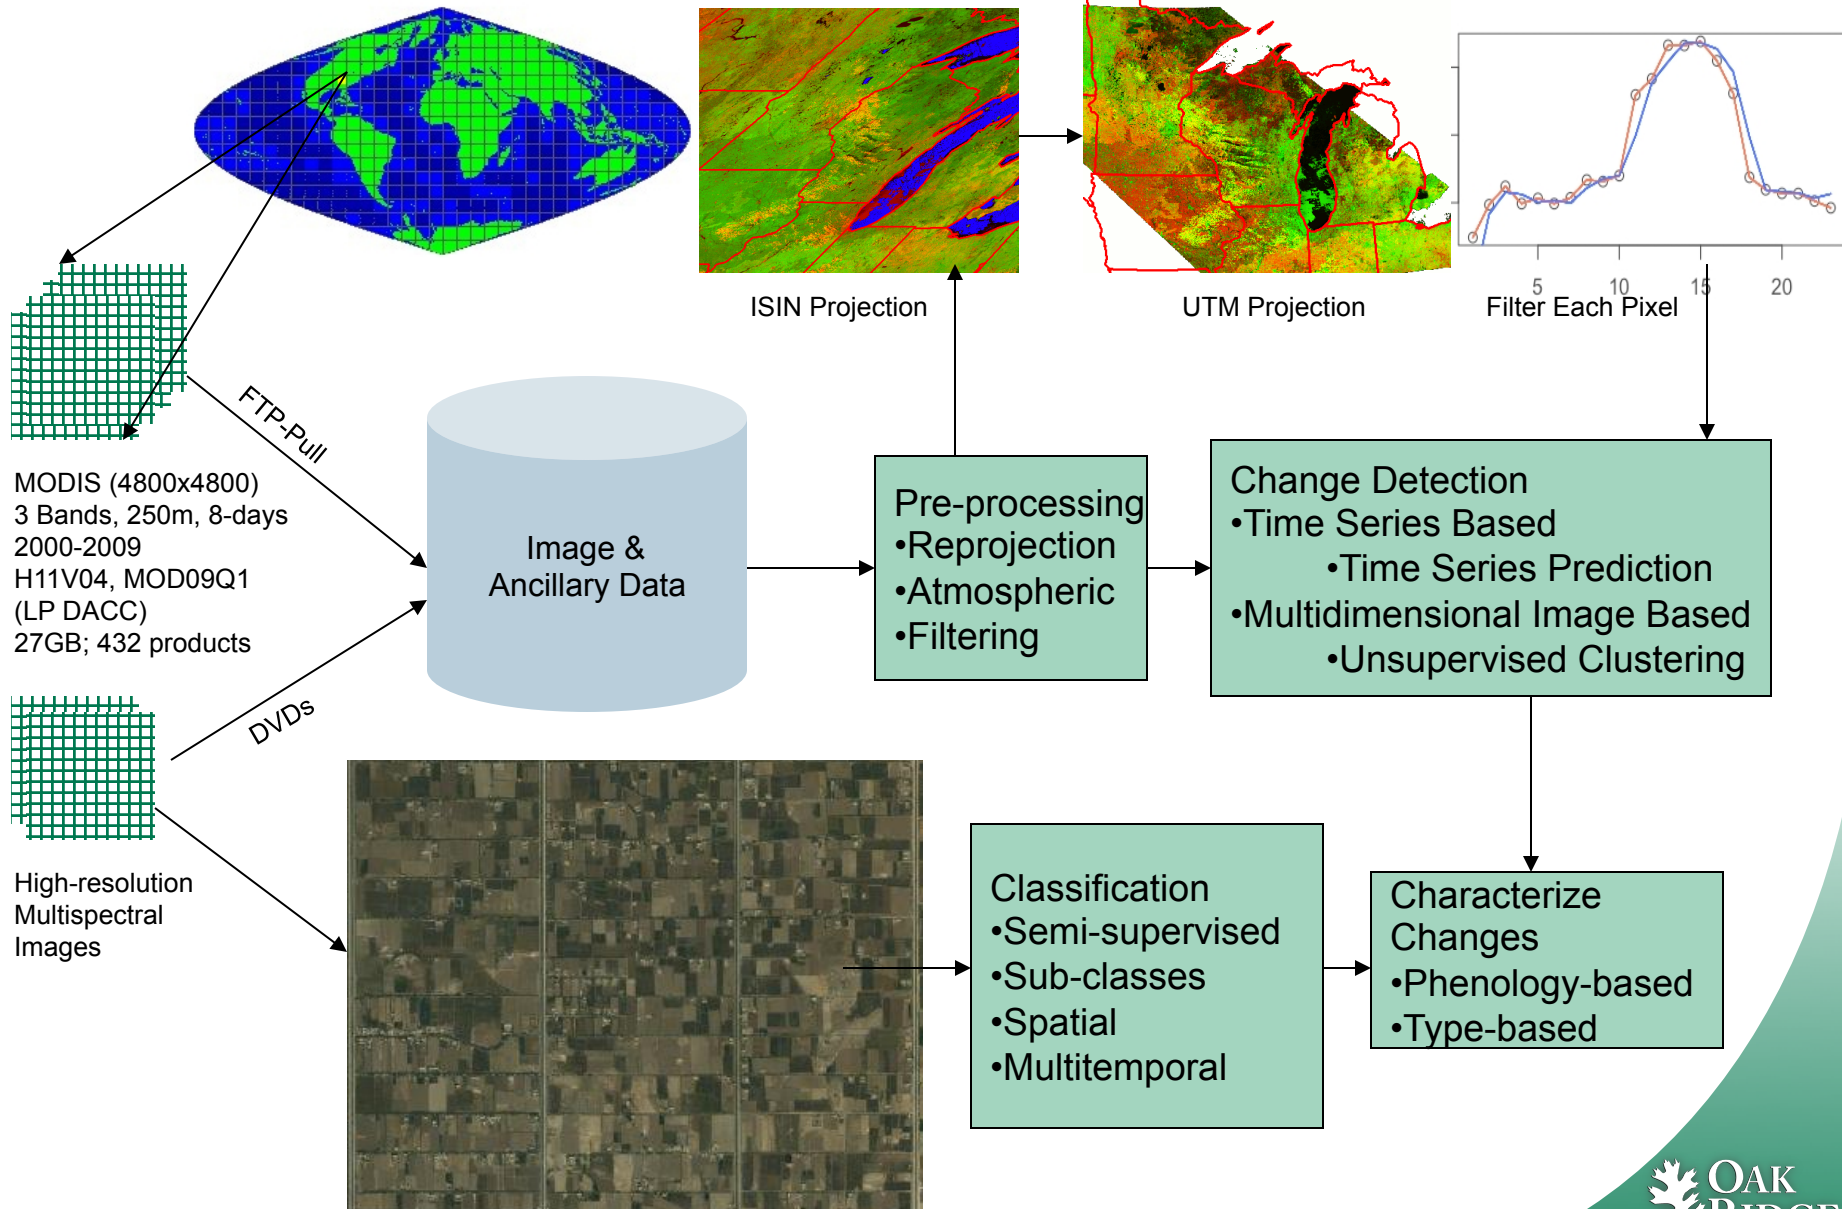 ISIN Projection
UTM Projection
5
10
15
20
Filter Each Pixel
FTP-Pull
MODIS (4800x4800)
3 Bands, 250m, 8-days
2000-2009
H11V04, MOD09Q1
(LP DACC)
27GB; 432 products
Image &
Ancillary Data
Pre-processing
•Reprojection
•Atmospheric
•Filtering
Change Detection
•Time Series Based
•Time Series Prediction
•Multidimensional Image Based
•Unsupervised Clustering
DVDs
High-resolution
Multispectral
Images
Classification
•Semi-supervised
•Sub-classes
•Spatial
•Multitemporal
Characterize
Changes
•Phenology-based
•Type-based
OAK
RIDGE